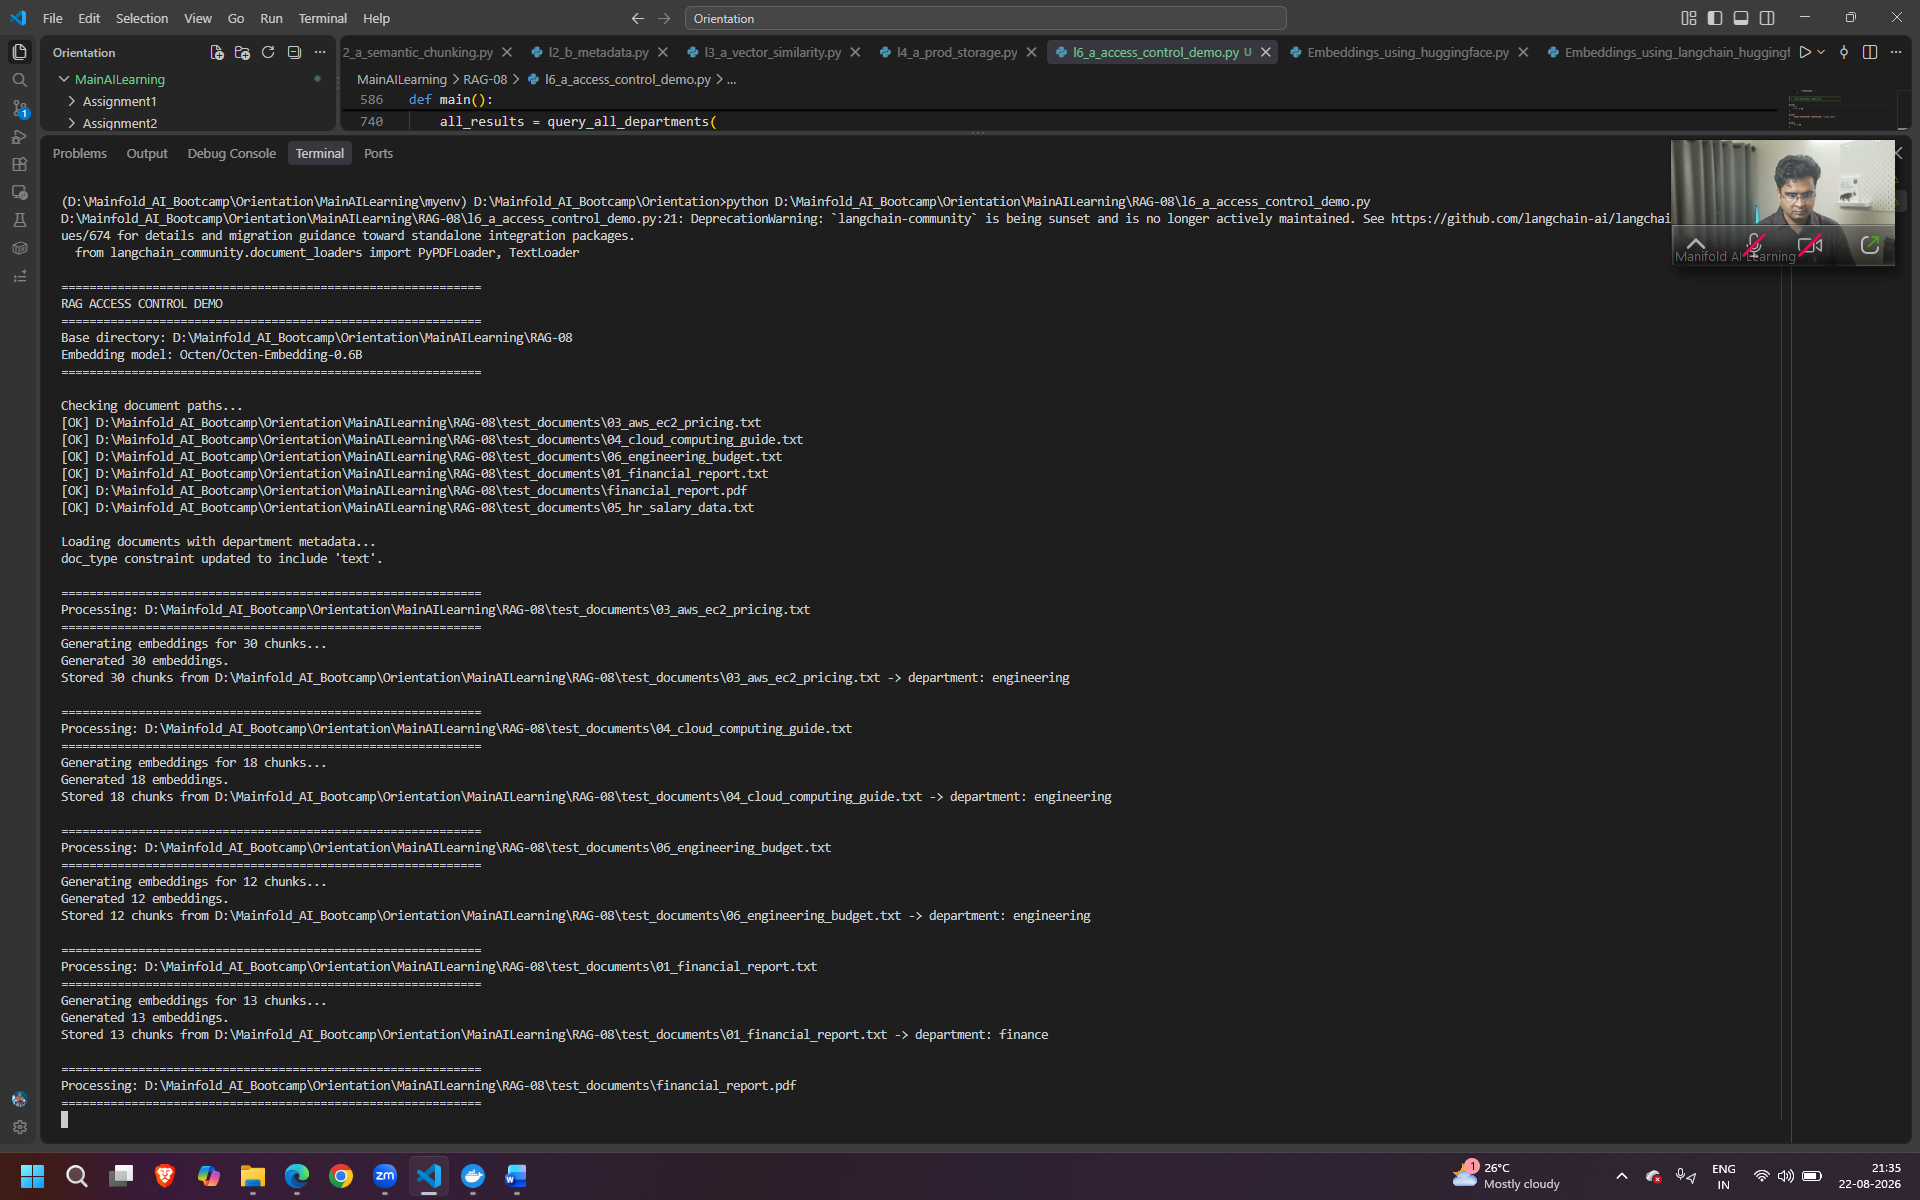 File Edit Selection View Go Run Terminal Help
Orientation
Orientation
2_a_semantic_chunking.py
l2_b_metadata.py
l3_a_vector_similarity.py
l4_a_prod_storage.py
l6_a_access_control_demo.py U
Embeddings_using_huggingface.py
Embeddings_using_langchain_huggingf
MainAILearning
MainAILearning > RAG-08 > l6_a_access_control_demo.py > ...
Assignment1
586 def main():
Assignment2
740 all_results = query_all_departments(
Problems Output Debug Console Terminal Ports
(D:\Mainfold_AI_Bootcamp\Orientation\MainAILearning\myenv) D:\Mainfold_AI_Bootcamp\Orientation>python D:\Mainfold_AI_Bootcamp\Orientation\MainAILearning\RAG-08\l6_a_access_control_demo.py
D:\Mainfold_AI_Bootcamp\Orientation\MainAILearning\RAG-08\l6_a_access_control_demo.py:21: DeprecationWarning: `langchain-community` is being sunset and is no longer actively maintained. See https://github.com/langchain-ai/langchai
ues/674 for details and migration guidance toward standalone integration packages.
from langchain_community.document_loaders import PyPDFLoader, TextLoader
Manifold AI Learning
============================================================
RAG ACCESS CONTROL DEMO
============================================================
Base directory: D:\Mainfold_AI_Bootcamp\Orientation\MainAILearning\RAG-08
Embedding model: Octen/Octen-Embedding-0.6B
============================================================
Checking document paths...
[OK] D:\Mainfold_AI_Bootcamp\Orientation\MainAILearning\RAG-08\test_documents\03_aws_ec2_pricing.txt
[OK] D:\Mainfold_AI_Bootcamp\Orientation\MainAILearning\RAG-08\test_documents\04_cloud_computing_guide.txt
[OK] D:\Mainfold_AI_Bootcamp\Orientation\MainAILearning\RAG-08\test_documents\06_engineering_budget.txt
[OK] D:\Mainfold_AI_Bootcamp\Orientation\MainAILearning\RAG-08\test_documents\01_financial_report.txt
[OK] D:\Mainfold_AI_Bootcamp\Orientation\MainAILearning\RAG-08\test_documents\financial_report.pdf
[OK] D:\Mainfold_AI_Bootcamp\Orientation\MainAILearning\RAG-08\test_documents\05_hr_salary_data.txt
Loading documents with department metadata...
doc_type constraint updated to include 'text'.
============================================================
Processing: D:\Mainfold_AI_Bootcamp\Orientation\MainAILearning\RAG-08\test_documents\03_aws_ec2_pricing.txt
============================================================
Generating embeddings for 30 chunks...
Generated 30 embeddings.
Stored 30 chunks from D:\Mainfold_AI_Bootcamp\Orientation\MainAILearning\RAG-08\test_documents\03_aws_ec2_pricing.txt -> department: engineering
============================================================
Processing: D:\Mainfold_AI_Bootcamp\Orientation\MainAILearning\RAG-08\test_documents\04_cloud_computing_guide.txt
============================================================
Generating embeddings for 18 chunks...
Generated 18 embeddings.
Stored 18 chunks from D:\Mainfold_AI_Bootcamp\Orientation\MainAILearning\RAG-08\test_documents\04_cloud_computing_guide.txt -> department: engineering
============================================================
Processing: D:\Mainfold_AI_Bootcamp\Orientation\MainAILearning\RAG-08\test_documents\06_engineering_budget.txt
============================================================
Generating embeddings for 12 chunks...
Generated 12 embeddings.
Stored 12 chunks from D:\Mainfold_AI_Bootcamp\Orientation\MainAILearning\RAG-08\test_documents\06_engineering_budget.txt -> department: engineering
============================================================
Processing: D:\Mainfold_AI_Bootcamp\Orientation\MainAILearning\RAG-08\test_documents\01_financial_report.txt
============================================================
Generating embeddings for 13 chunks...
Generated 13 embeddings.
Stored 13 chunks from D:\Mainfold_AI_Bootcamp\Orientation\MainAILearning\RAG-08\test_documents\01_financial_report.txt -> department: finance
============================================================
Processing: D:\Mainfold_AI_Bootcamp\Orientation\MainAILearning\RAG-08\test_documents\financial_report.pdf
============================================================
1
zm
1
26°C
Mostly cloudy
ENG
IN
21:35
22-08-2026